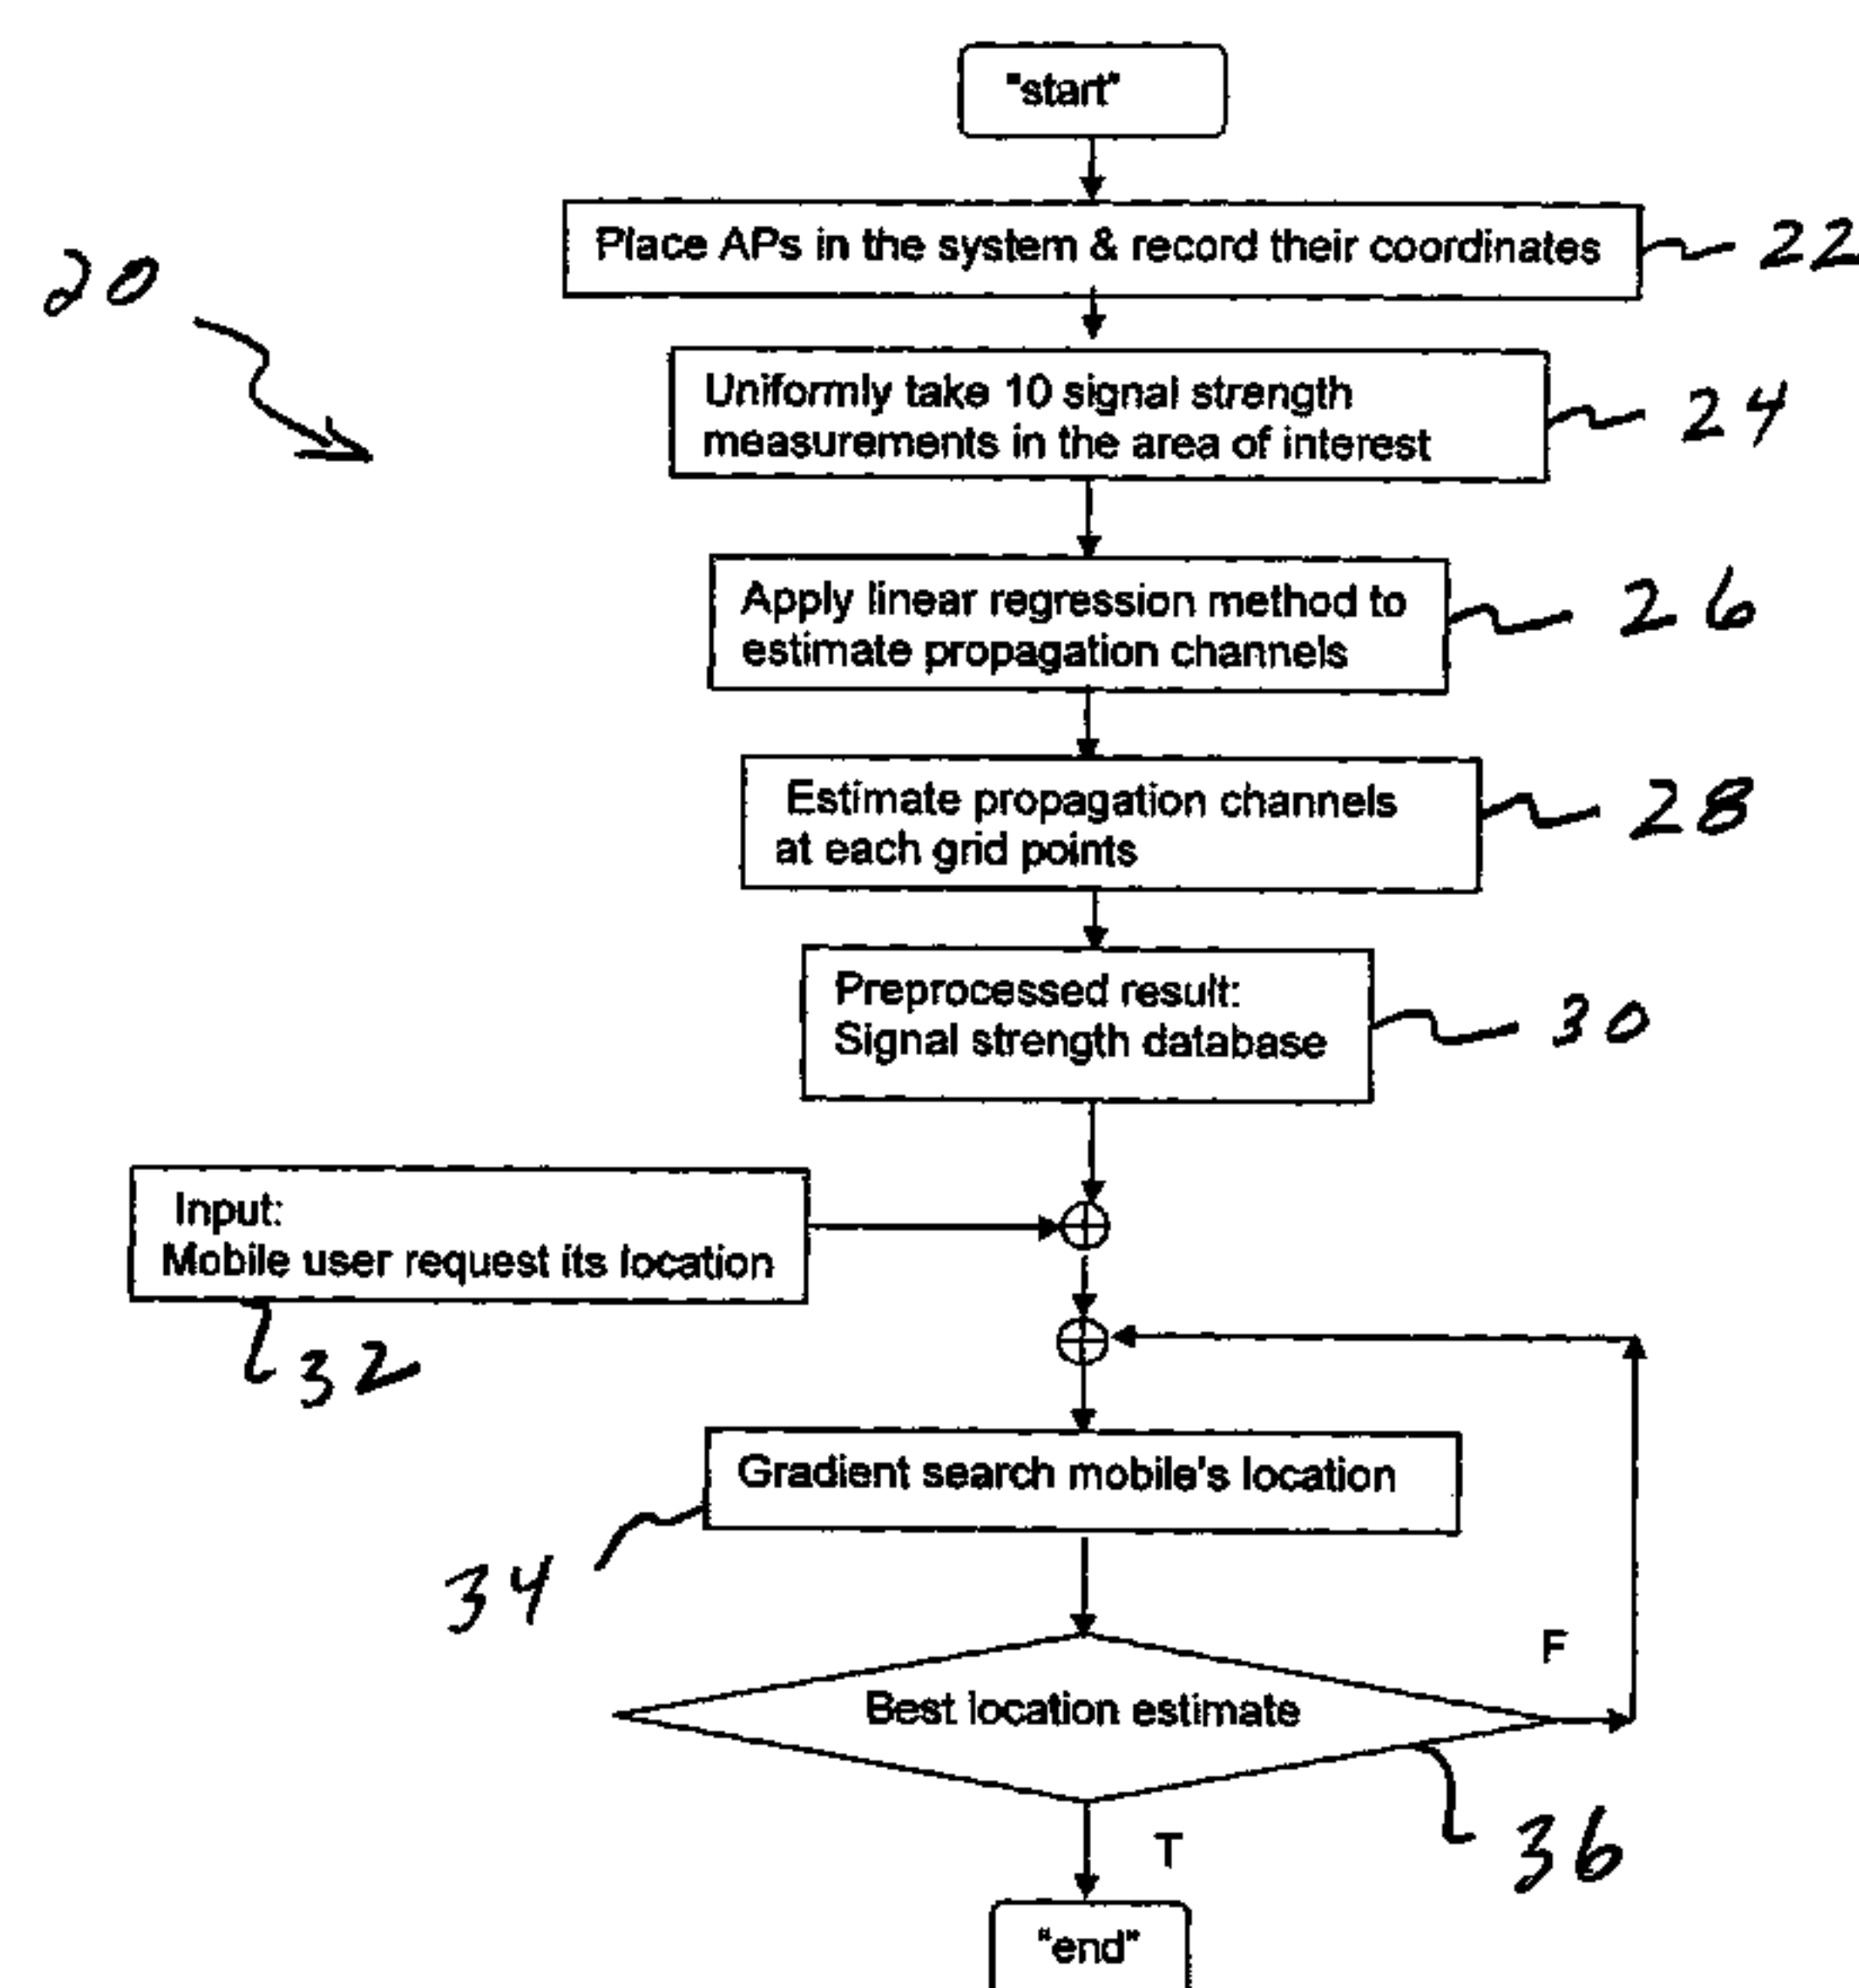 "start"
Place APs in the system & record their coordinates
22
20
Uniformly take 10 signal strength
measurements in the area of interest
24
Apply linear regression method to
estimate propagation channels
26
Estimate propagation channels
at each grid points
28
Preprocessed result:
Signal strength database
30
Input:
Mobile user request its location
32
Gradient search mobile's location
34
F
Best location estimate
36
T
"end"